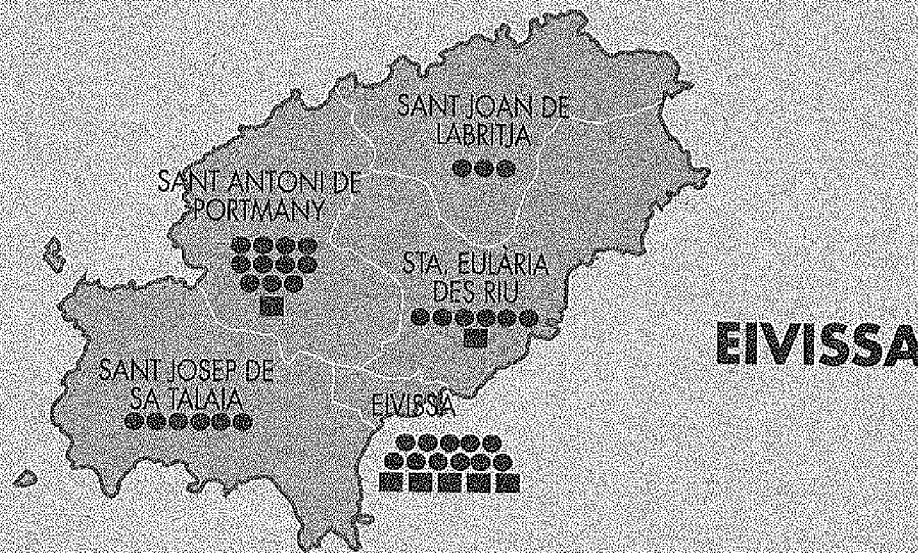 SANT JOAN DE
LABRITJA
SANT ANTONI DE
PORTMANY
STA, EULÀRIA
DES RIU
EIVISSA
SANT JOSEP DE
SA TALAIA
EIVISSA